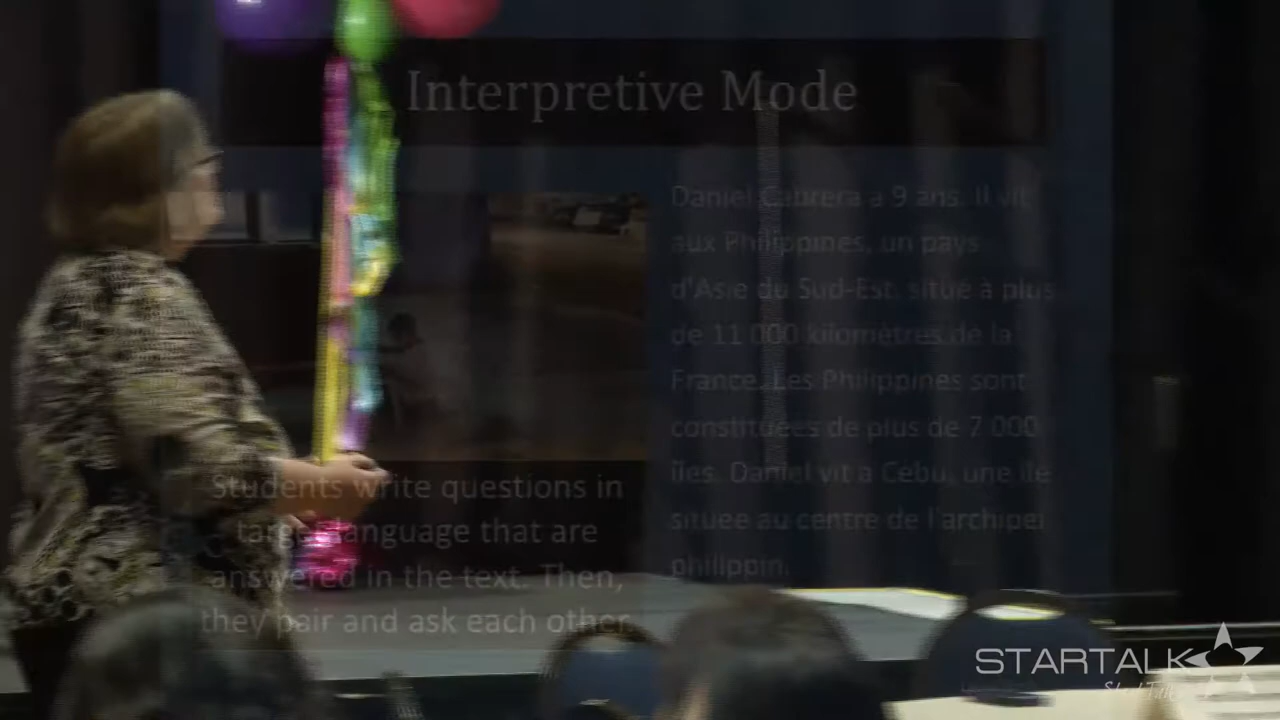 Interpretive Mode
Daniel Cabrera a 9 ans. Il vit
aux Philippines, un pays
d'Asie du Sud-Est, situé à plus
de 11 000 kilomètres de la
France. Les Philippines sont
constituées de plus de 7 000
îles. Daniel vit à Cébu, une île
située au centre de l'archipel
philippin.
Students write questions in
target language that are
answered in the text. Then,
they pair and ask each other
STARTALK